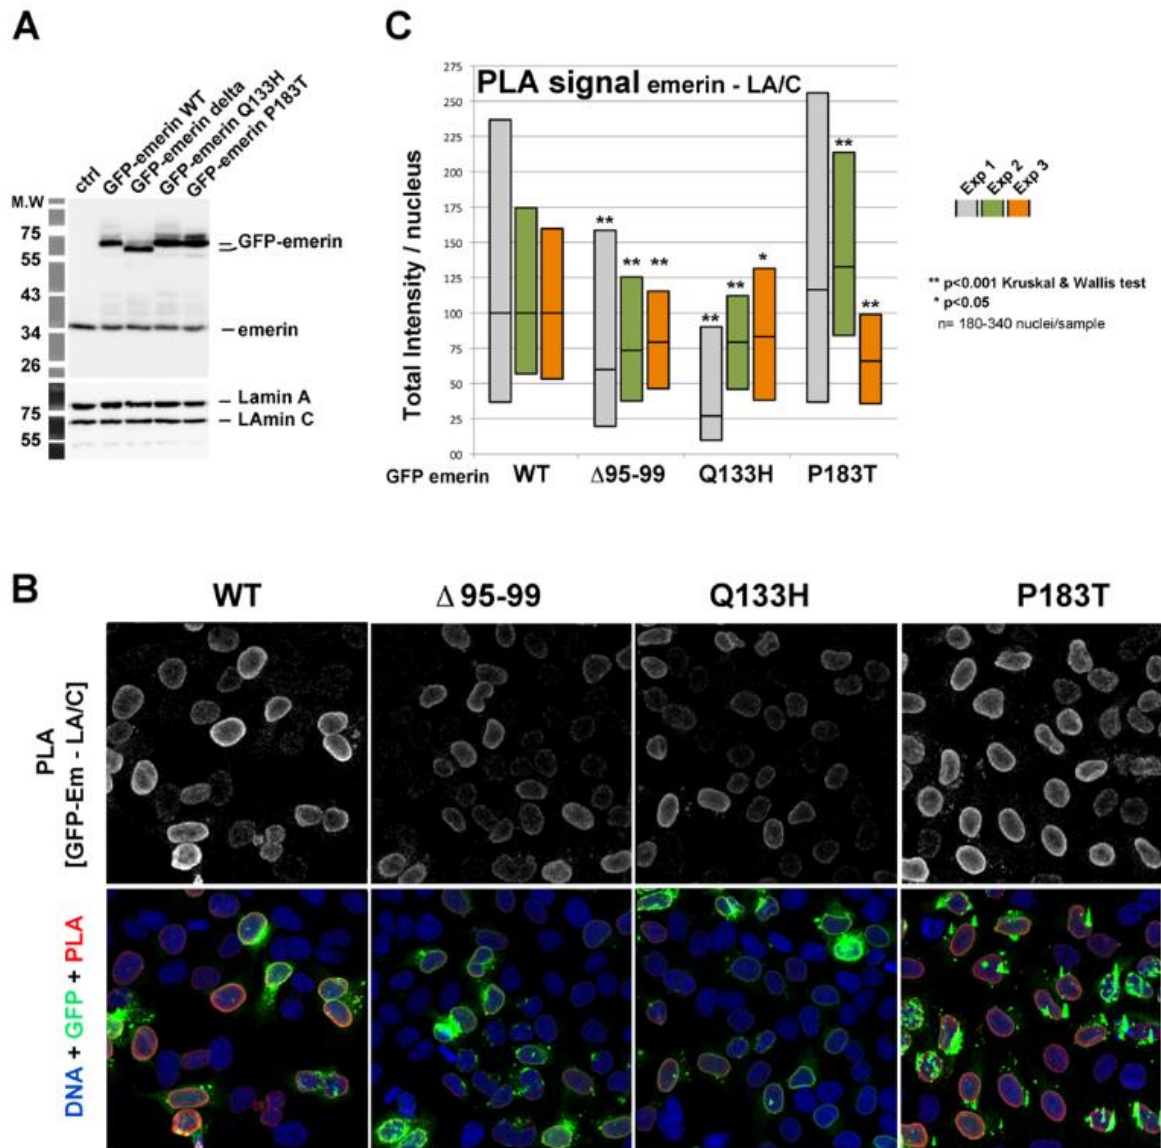 A
ctrl
GFP-emerin WT
GFP-emerin delta
GFP-emerin Q133H
GFP-emerin P183T
M.W
75
55
43
34
26
75
55
GFP-emerin
emerin
Lamin A
LAmin C
C
PLA signal emerin - LA/C
Total Intensity / nucleus
275
250
225
200
175
150
125
100
75
50
25
00
** ** **
** ** *
** **
GFP emerin WT Δ95-99 Q133H P183T
Exp 1
Exp 2
Exp 3
** p<0.001 Kruskal & Wallis test
* p<0.05
n= 180-340 nuclei/sample
B
WT Δ 95-99 Q133H P183T
PLA
[GFP-Em - LA/C]
DNA + GFP + PLA